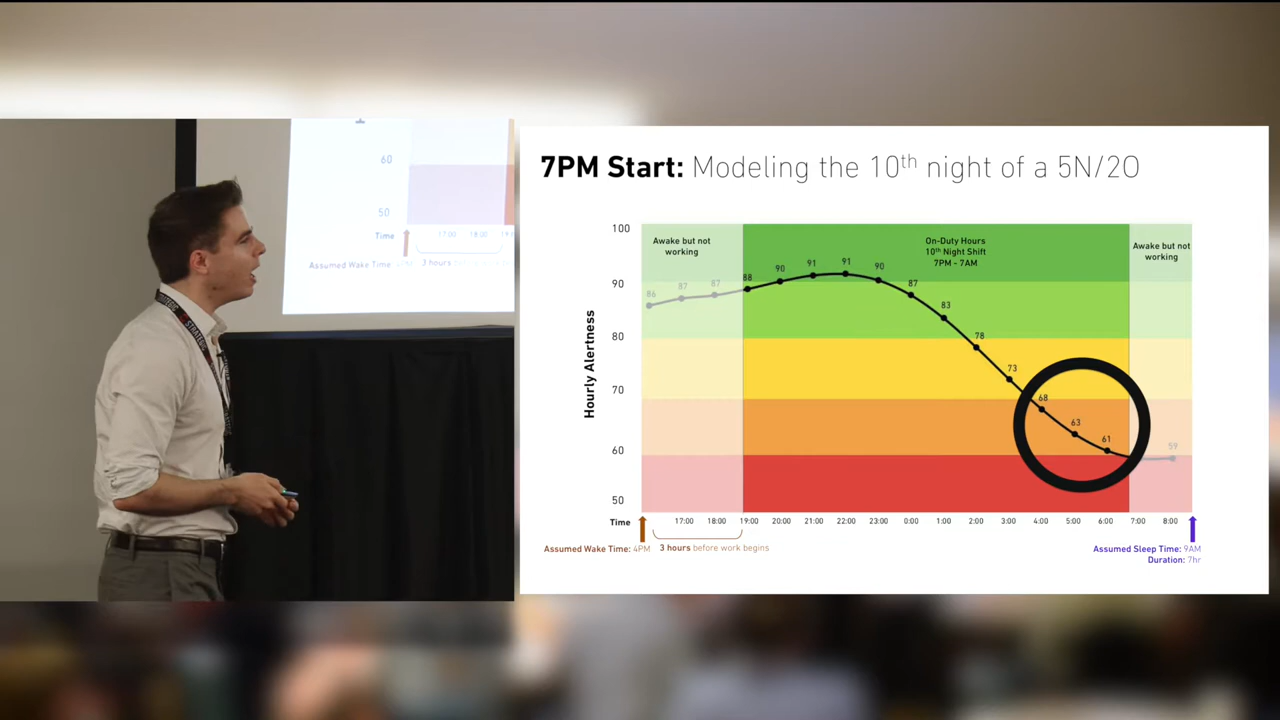 60
50
Time
17:00 18:00
Assumed Wake Time:
3 hours
STRATEGIC
7PM Start: Modeling the 10th night of a 5N/2O
Hourly Alertness
100
90
80
70
60
50
Awake but not
working
On-Duty Hours
10th Night Shift
7PM - 7AM
Awake but not
working
86 87 87 88 90 91 91 90 87 83 78 73 68 63 61 59
Time 17:00 18:00 19:00 20:00 21:00 22:00 23:00 0:00 1:00 2:00 3:00 4:00 5:00 6:00 7:00 8:00
Assumed Wake Time: 4PM
3 hours before work begins
Assumed Sleep Time: 9AM
Duration: 7hr